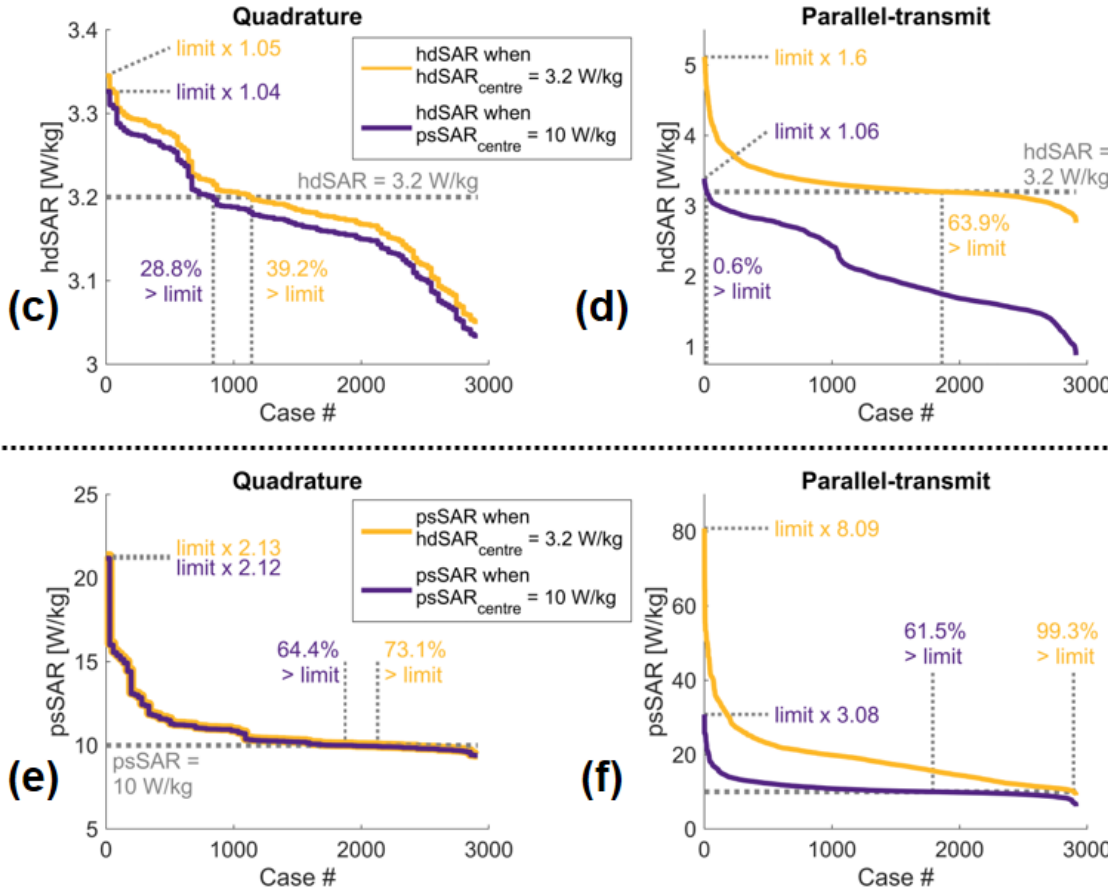 Quadrature
3.4
3.3
3.2
3.1
3
hdSAR [W/kg]
limit x 1.05
limit x 1.04
hdSAR when
hdSARcentre = 3.2 W/kg
hdSAR when
psSARcentre = 10 W/kg
hdSAR = 3.2 W/kg
28.8%
> limit
39.2%
> limit
(c)
0
1000
2000
3000
Case #
Parallel-transmit
5
4
3
2
1
hdSAR [W/kg]
limit x 1.6
limit x 1.06
hdSAR =
3.2 W/kg
63.9%
> limit
0.6%
> limit
(d)
0
1000
2000
3000
Case #
Quadrature
25
20
15
10
5
psSAR [W/kg]
limit x 2.13
limit x 2.12
psSAR when
hdSARcentre = 3.2 W/kg
psSAR when
psSARcentre = 10 W/kg
64.4%
> limit
73.1%
> limit
psSAR =
10 W/kg
(e)
0
1000
2000
3000
Case #
Parallel-transmit
80
60
40
20
0
psSAR [W/kg]
limit x 8.09
61.5%
> limit
99.3%
> limit
limit x 3.08
(f)
0
1000
2000
3000
Case #